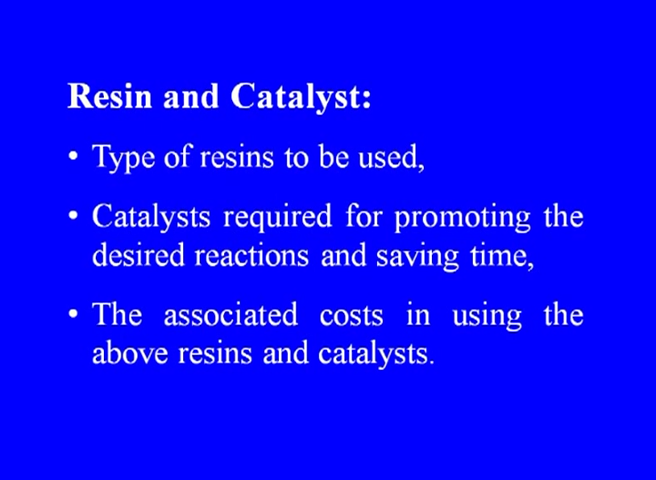 Resin and Catalyst:
• Type of resins to be used,
• Catalysts required for promoting the
desired reactions and saving time,
• The associated costs in using the
above resins and catalysts.